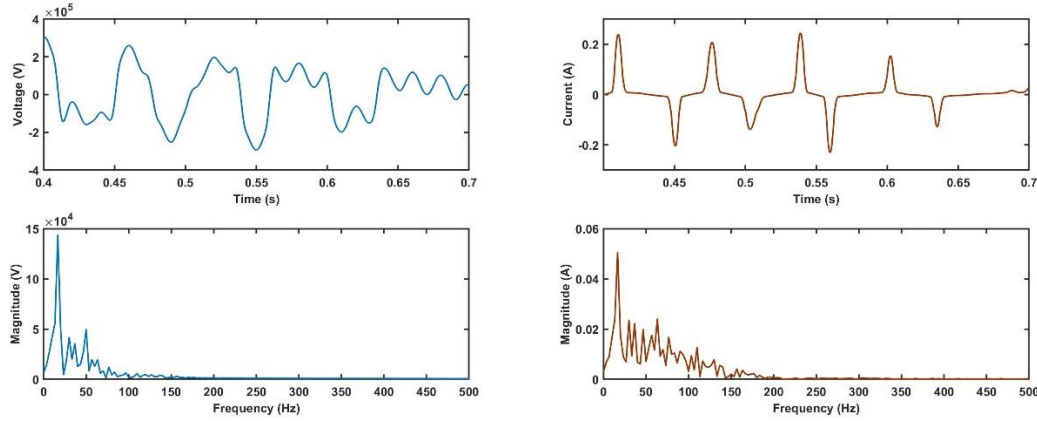 ×10⁵
4
2
0
-2
-4
Voltage (V)
0.4 0.45 0.5 0.55 0.6 0.65 0.7
Time (s)
0.2
0
-0.2
Current (A)
0.45 0.5 0.55 0.6 0.65 0.7
Time (s)
×10⁴
15
10
5
0
Magnitude (V)
0 50 100 150 200 250 300 350 400 450 500
Frequency (Hz)
0.06
0.04
0.02
0
Magnitude (A)
0 50 100 150 200 250 300 350 400 450 500
Frequency (Hz)